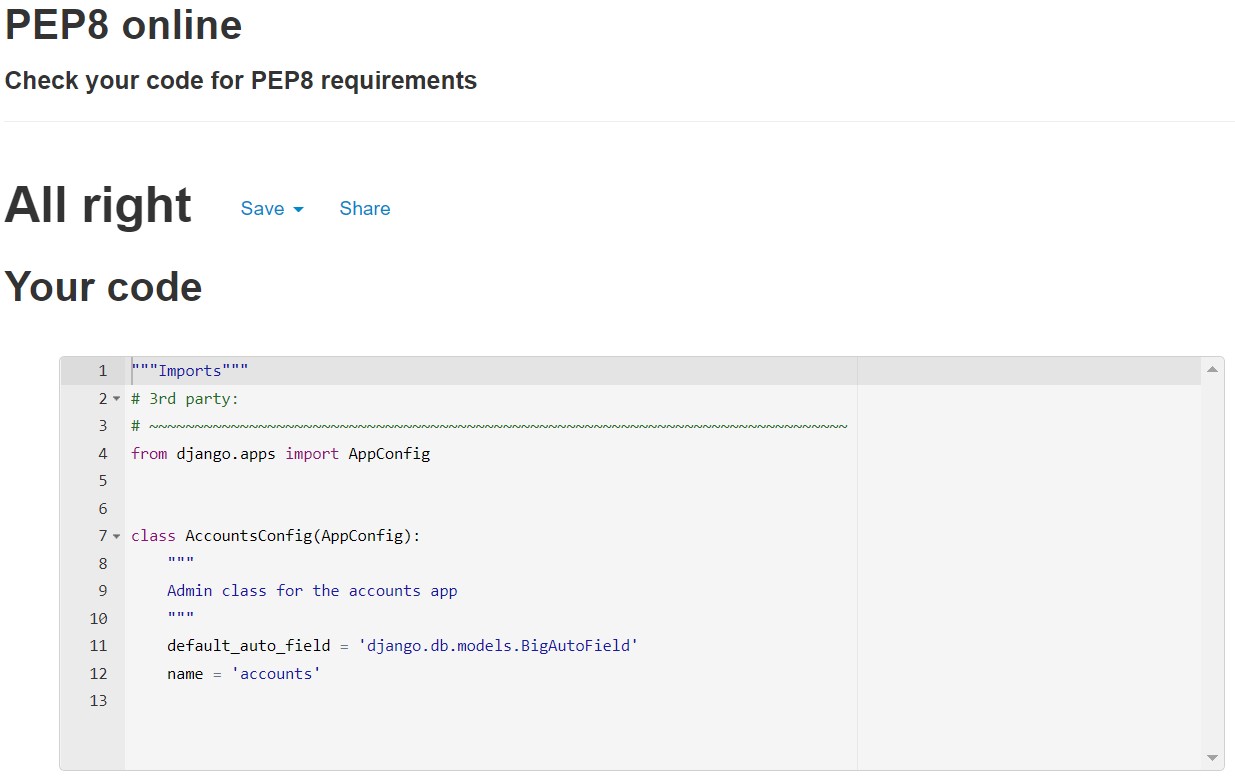 PEP8 online
Check your code for PEP8 requirements
All right Save Share
Your code
1 """Imports"""
2 # 3rd party:
3 # ~~~~~~~~~~~~~~~~~~~~~~~~~~~~~~~~~~~~~~~~~~~~~~~~~~~~~~~~~~~~~~~~~~~~~~~~~~~~~
4 from django.apps import AppConfig
5
6
7 class AccountsConfig(AppConfig):
8     """
9     Admin class for the accounts app
10     """
11     default_auto_field = 'django.db.models.BigAutoField'
12     name = 'accounts'
13